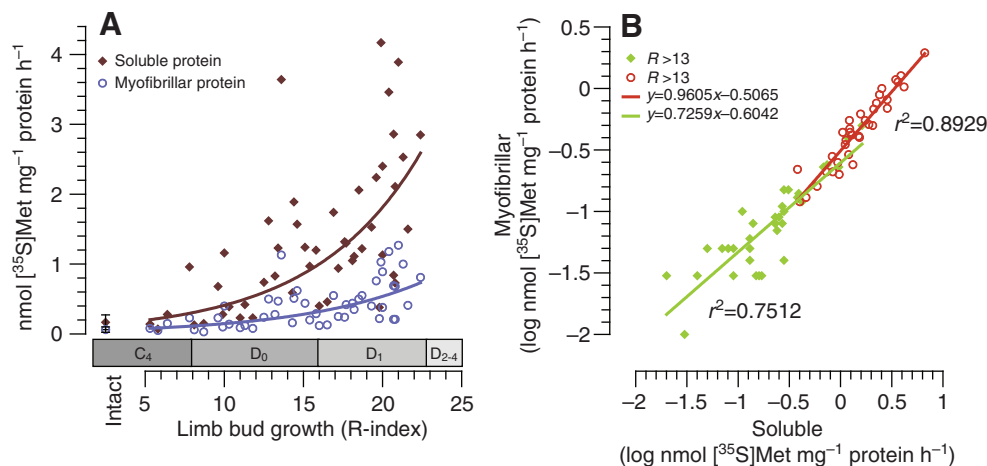 A
Soluble protein
Myofibrillar protein
nmol [³⁵S]Met mg⁻¹ protein h⁻¹
4
3
2
1
0
C₄
D₀
D₁
D₂₋₄
Intact
5
10
15
20
25
Limb bud growth (R-index)
B
R >13
R >13
y=0.9605x–0.5065
y=0.7259x–0.6042
r²=0.8929
r²=0.7512
Myofibrillar
(log nmol [³⁵S]Met mg⁻¹ protein h⁻¹)
0.5
0
−0.5
−1
−1.5
−2
−2
−1.5
−1
−0.5
0
0.5
1
Soluble
(log nmol [³⁵S]Met mg⁻¹ protein h⁻¹)